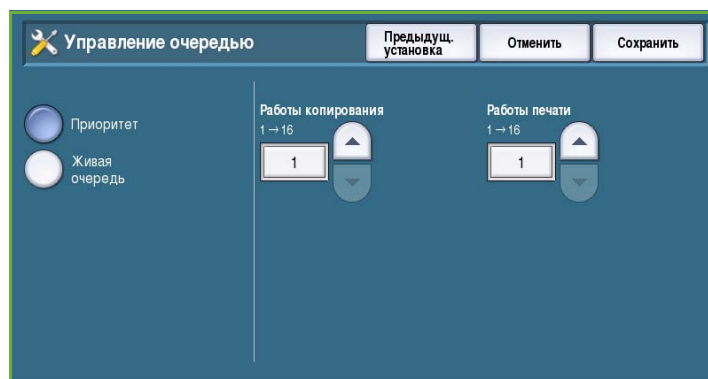 Управление очередью
Предыдущ.
установка
Отменить
Сохранить
Приоритет
Живая
очередь
Работы копирования
1→16
1
Работы печати
1→16
1